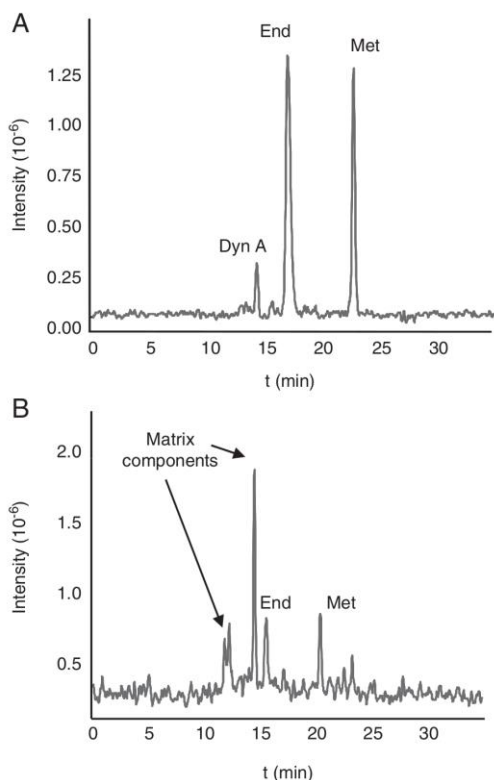 A
End
Met
Dyn A
Intensity (10⁻⁶)
1.25
1.00
0.75
0.50
0.25
0.00
0 5 10 15 20 25 30
t (min)
B
Matrix
components
End
Met
Intensity (10⁻⁶)
2.0
1.5
1.0
0.5
0 5 10 15 20 25 30
t (min)